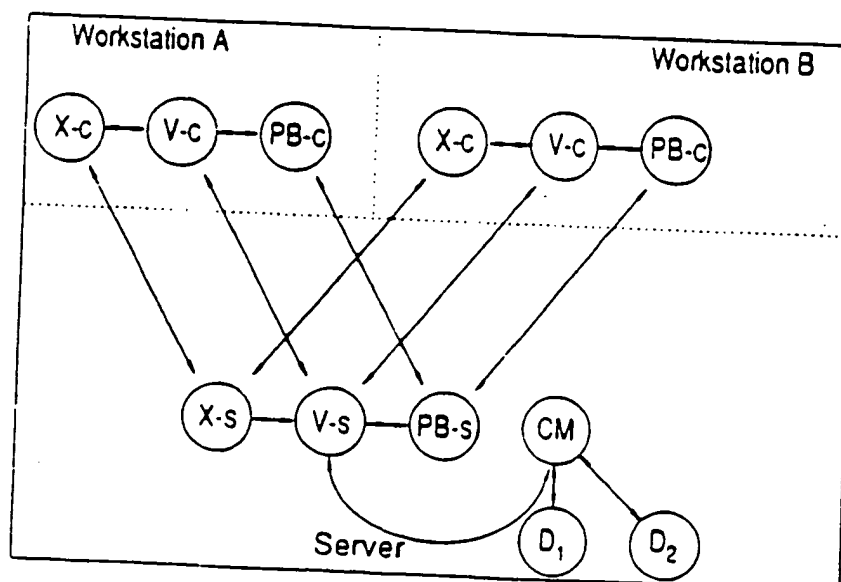 Workstation A
Workstation B
X-c V-c PB-c X-c V-c PB-c
X-s V-s PB-s CM
Server
D₁ D₂